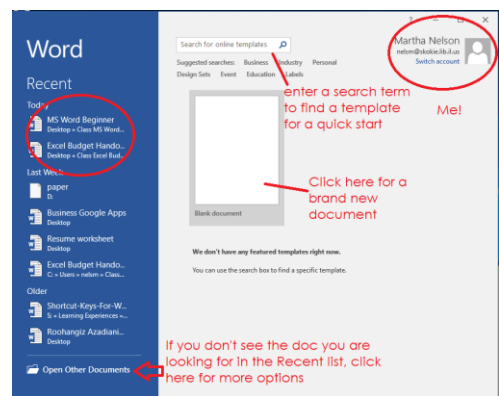 Word
Recent
Today
MS Word Beginner
Desktop » Class MS Word...
Excel Budget Hando...
Desktop » Class Excel Bud...
Last Week
paper
D:
Business Google Apps
Desktop
Resume worksheet
Desktop
Excel Budget Hando...
C: » Users » nelsm » Class...
Older
Shortcut-Keys-For-W...
S: » Learning Experiences »...
Roohangiz Azadiani...
Desktop
Open Other Documents
Search for online templates
Suggested searches: Business Industry Personal
Design Sets Event Education Labels
Martha Nelson
nelsm@skokie.lib.il.us
Switch account
Me!
enter a search term
to find a template
for a quick start
Click here for a
brand new
document
Blank document
We don't have any featured templates right now.
You can use the search box to find a specific template.
If you don't see the doc you are
looking for in the Recent list, click
here for more options